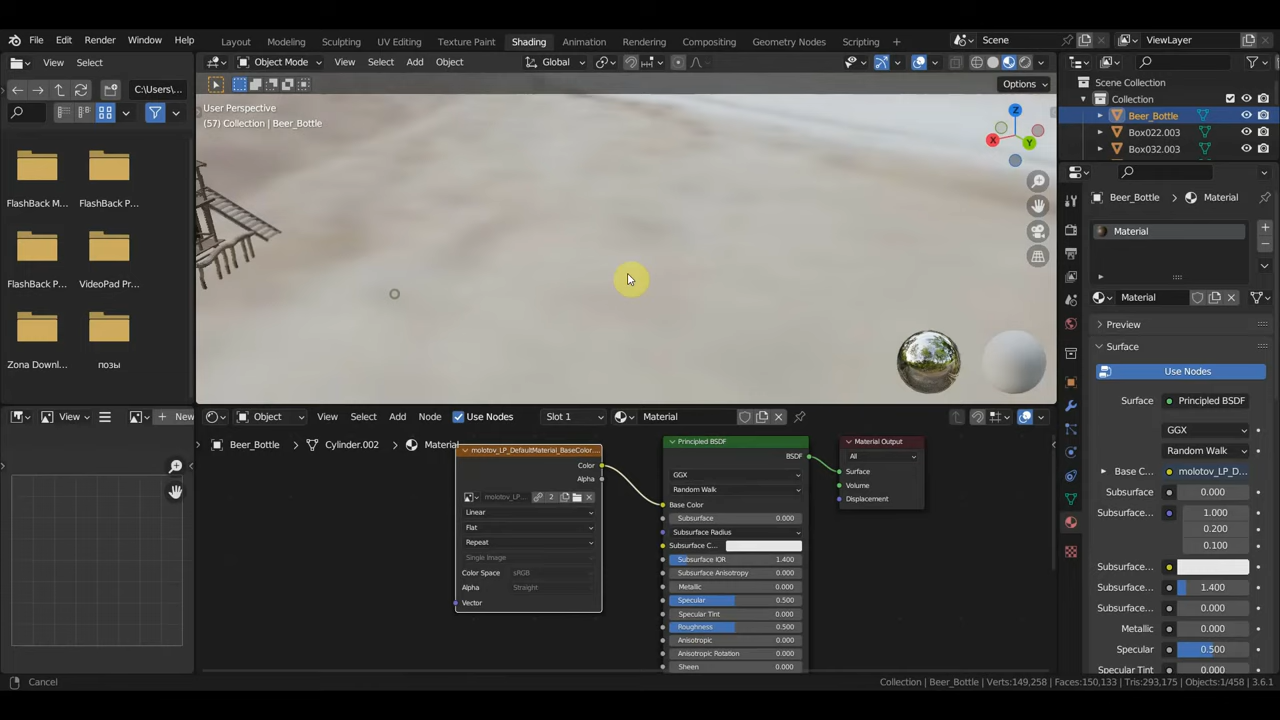 File Edit Render Window Help
Layout Modeling Sculpting UV Editing Texture Paint Shading Animation Rendering Compositing Geometry Nodes Scripting
Scene
ViewLayer
View Select
C:\Users\...
FlashBack M...
FlashBack P...
FlashBack P...
VideoPad Pr...
Zona Downl...
позы
Object Mode View Select Add Object
Global
Options
User Perspective
(57) Collection | Beer_Bottle
X
Y
Z
Scene Collection
Collection
Beer_Bottle
Box022.003
Box032.003
Beer_Bottle
Material
Material
Material
Preview
Surface
Use Nodes
Surface
Principled BSDF
GGX
Random Walk
Base C...
molotov_LP_D...
Subsurface
0.000
Subsurface...
1.000
0.200
0.100
Subsurface...
Subsurface...
1.400
Subsurface...
0.000
Metallic
0.000
Specular
0.500
Specular Tint
0.000
View
New
Object View Select Add Node Use Nodes Slot 1 Material
Beer_Bottle
Cylinder.002
Material
molotov_LP_DefaultMaterial_BaseColor....
Color
Alpha
molotov_LP...
2
Linear
Flat
Repeat
Single Image
Color Space sRGB
Alpha Straight
Vector
Principled BSDF
BSDF
GGX
Random Walk
Base Color
Subsurface 0.000
Subsurface Radius
Subsurface C...
Subsurface IOR 1.400
Subsurface Anisotropy 0.000
Metallic 0.000
Specular 0.500
Specular Tint 0.000
Roughness 0.500
Anisotropic 0.000
Anisotropic Rotation 0.000
Sheen 0.000
Material Output
All
Surface
Volume
Displacement
Cancel
Collection | Beer_Bottle | Verts:149,258 | Faces:150,133 | Tris:293,175 | Objects:1/458 | 3.6.1